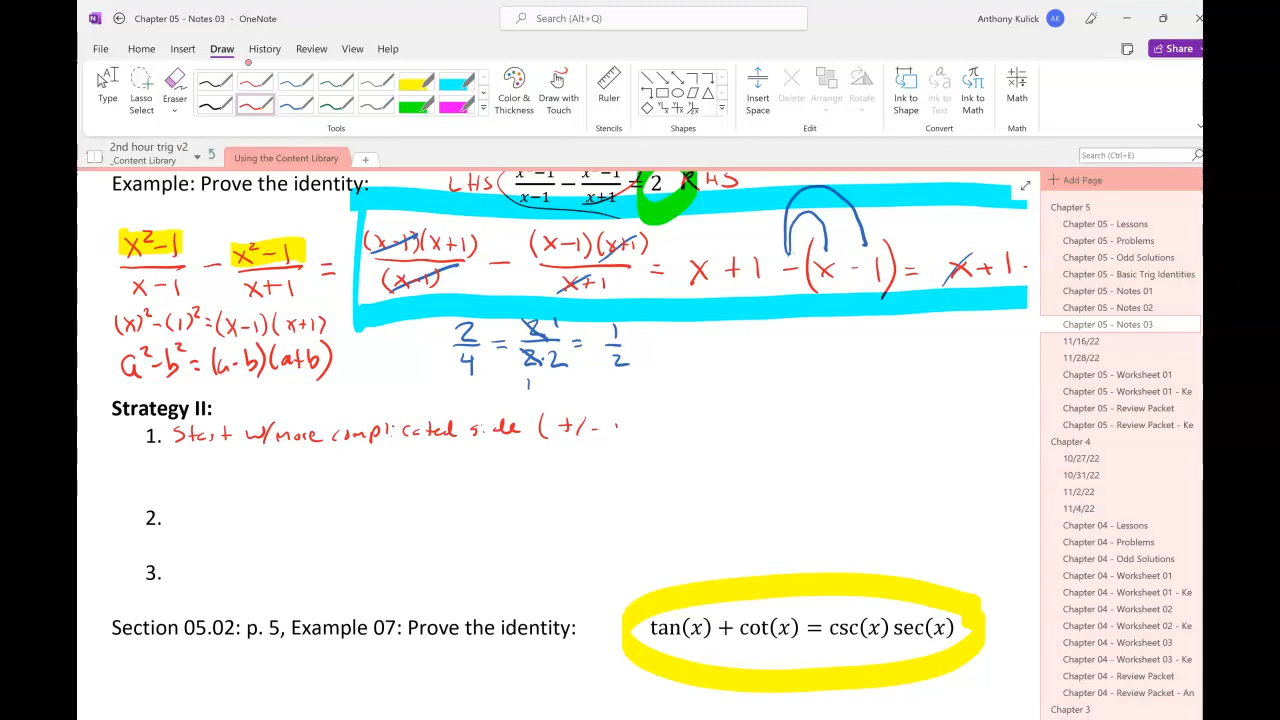 Chapter 05 - Notes 03 - OneNote
Search (Alt+Q)
Anthony Kulick AK
File Home Insert Draw History Review View Help Share
Type Lasso Select Eraser Color & Thickness Draw with Touch Ruler Insert Space Delete Arrange Rotate Ink to Shape Ink to Text Ink to Math Math
Tools Stencils Shapes Edit Convert Math
2nd hour trig v2
_Content Library
Using the Content Library
Search (Ctrl+E)
Example: Prove the identity: LHS (x²−1)/(x−1) − (x²−1)/(x+1) = 2 RHS
(x²−1)/(x−1) − (x²−1)/(x+1) = (x−1)(x+1)/(x−1) − (x−1)(x+1)/(x+1) = x + 1 − (x − 1) = x + 1 -
(x)² − (1)² = (x−1)(x+1)
a² − b² = (a−b)(a+b)
2/4 = 2 1/2·2 1 = 1/2
Strategy II:
1. Start w/more complicated side ( +/−
2.
3.
Section 05.02: p. 5, Example 07: Prove the identity: tan(x) + cot(x) = csc(x) sec(x)
Add Page
Chapter 5
Chapter 05 - Lessons
Chapter 05 - Problems
Chapter 05 - Odd Solutions
Chapter 05 - Basic Trig Identities
Chapter 05 - Notes 01
Chapter 05 - Notes 02
Chapter 05 - Notes 03
11/16/22
11/28/22
Chapter 05 - Worksheet 01
Chapter 05 - Worksheet 01 - Ke
Chapter 05 - Review Packet
Chapter 05 - Review Packet - Ke
Chapter 4
10/27/22
10/31/22
11/2/22
11/4/22
Chapter 04 - Lessons
Chapter 04 - Problems
Chapter 04 - Odd Solutions
Chapter 04 - Worksheet 01
Chapter 04 - Worksheet 01 - Ke
Chapter 04 - Worksheet 02
Chapter 04 - Worksheet 02 - Ke
Chapter 04 - Worksheet 03
Chapter 04 - Worksheet 03 - Ke
Chapter 04 - Review Packet
Chapter 04 - Review Packet - An
Chapter 3